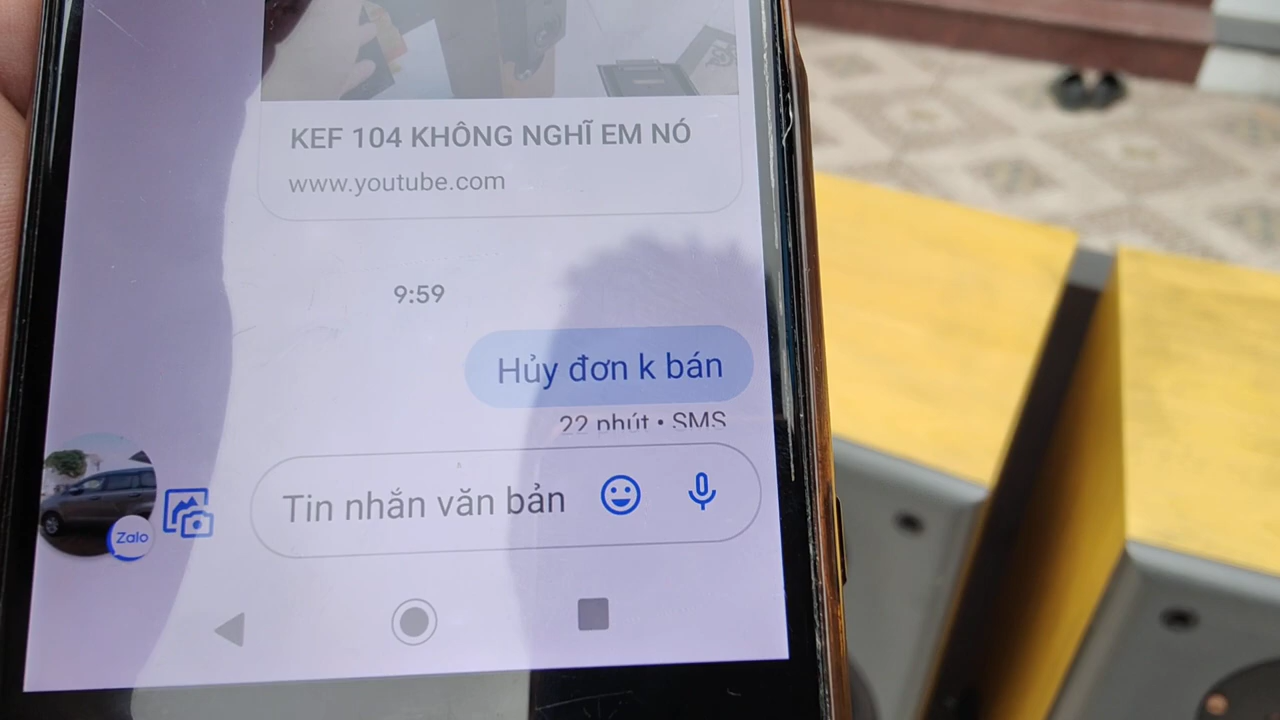 KEF 104 KHÔNG NGHĨ EM NÓ
www.youtube.com
9:59
Hủy đơn k bán
22 phút • SMS
Tin nhắn văn bản
Zalo